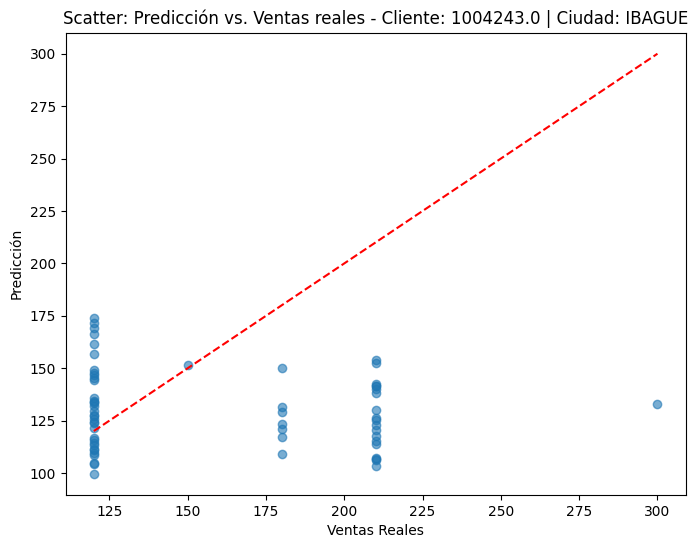 Scatter: Predicción vs. Ventas reales - Cliente: 1004243.0 | Ciudad: IBAGUE
300
275
250
225
200
175
150
125
100
Predicción
125 150 175 200 225 250 275 300
Ventas Reales